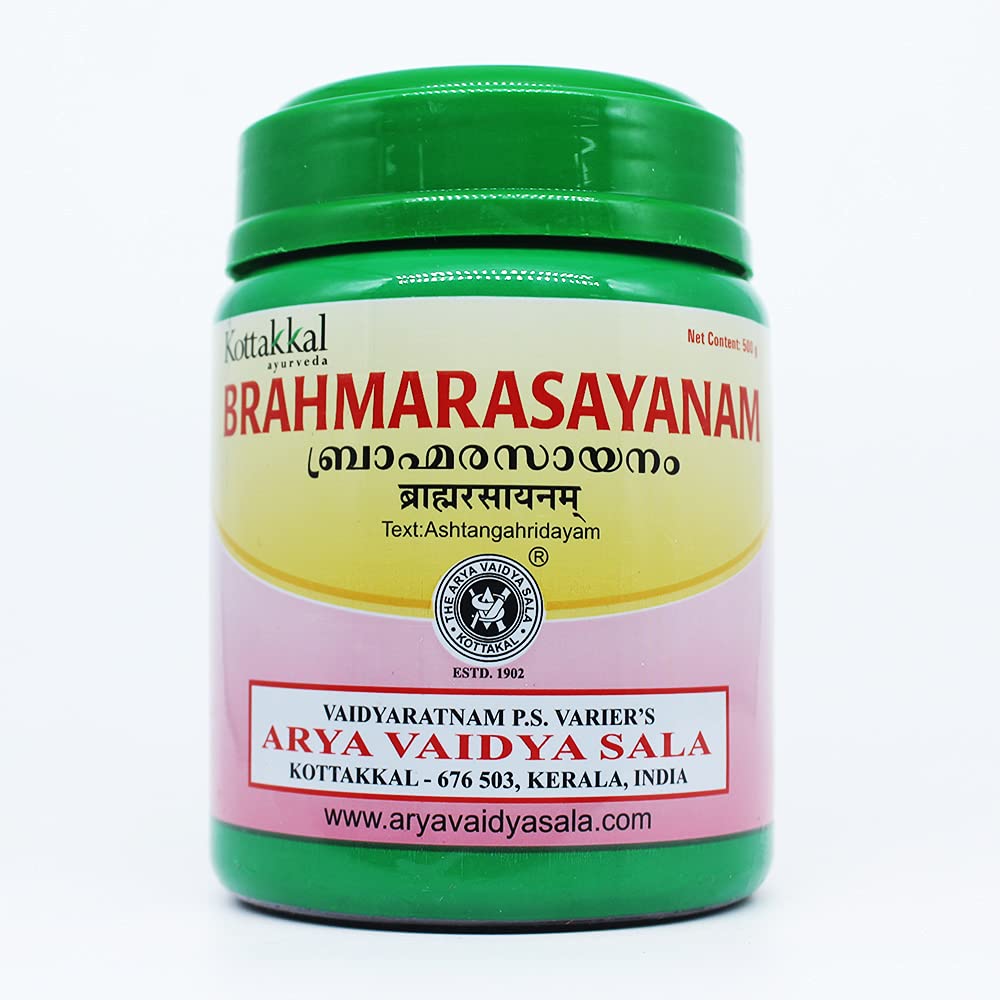 Kottakkal
ayurveda
Net Content: 500 g
BRAHMARASAYANAM
ബ്രാഹ്മരസായനം
ब्राह्मरसायनम्
Text:Ashtangahridayam
®
THE ARYA VAIDYA SALA
KOTTAKAL
ESTD. 1902
VAIDYARATNAM P.S. VARIER'S
ARYA VAIDYA SALA
KOTTAKKAL - 676 503, KERALA, INDIA
www.aryavaidyasala.com